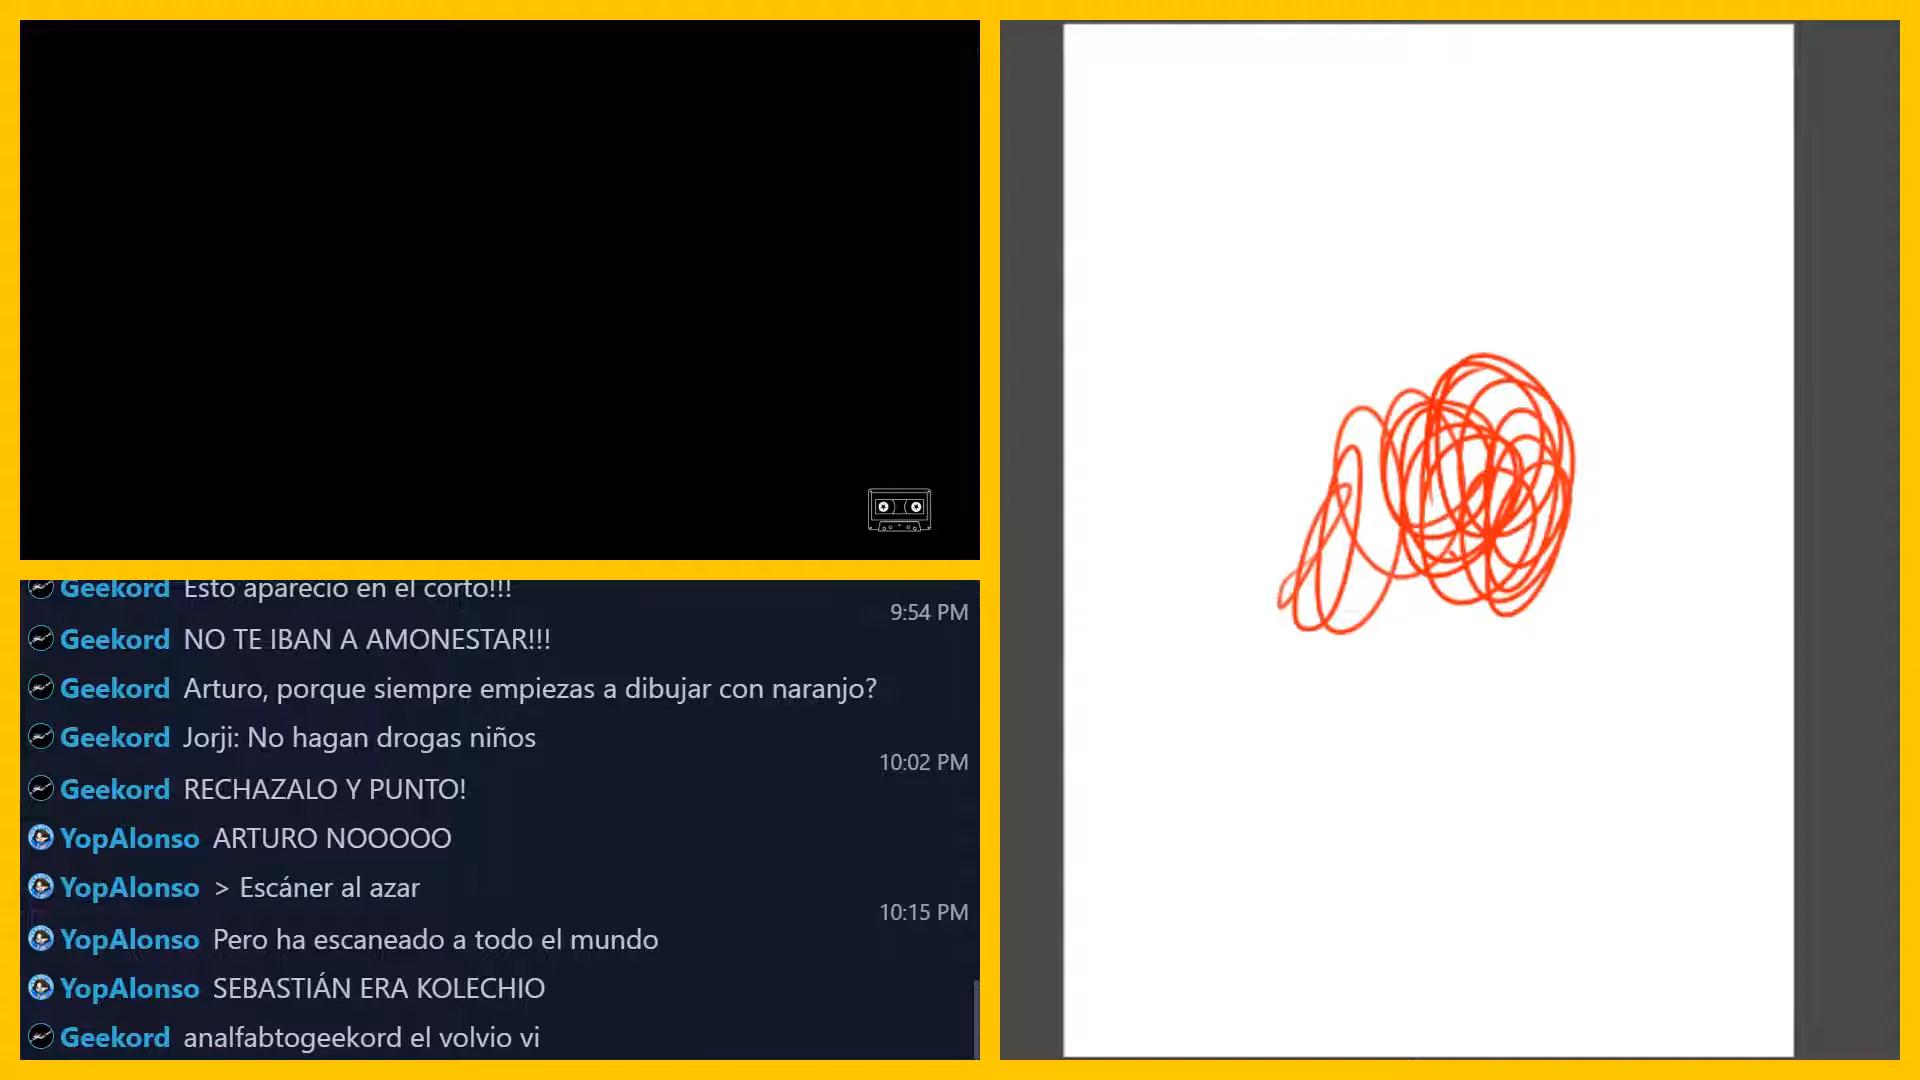 Geekord Esto aparecio en el corto!!!
9:54 PM
Geekord NO TE IBAN A AMONESTAR!!!
Geekord Arturo, porque siempre empiezas a dibujar con naranjo?
Geekord Jorji: No hagan drogas niños
10:02 PM
Geekord RECHAZALO Y PUNTO!
YopAlonso ARTURO NOOOOO
YopAlonso > Escáner al azar
10:15 PM
YopAlonso Pero ha escaneado a todo el mundo
YopAlonso SEBASTIÁN ERA KOLECHIO
Geekord analfabtogeekord el volvio vi